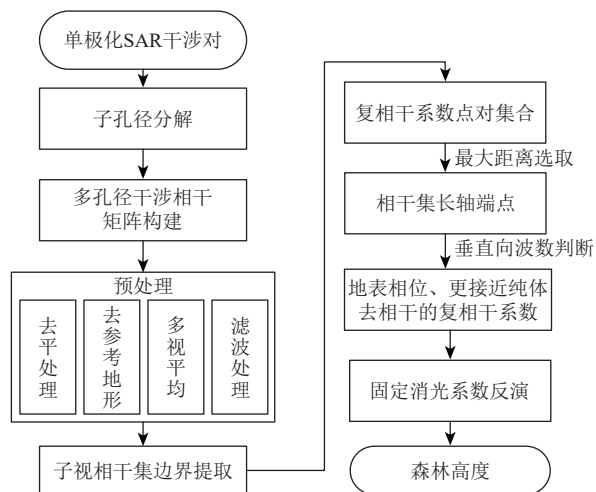 单极化SAR干涉对
子孔径分解
多孔径干涉相干
矩阵构建
预处理
去平处理
去参考地形
多视平均
滤波处理
子视相干集边界提取
复相干系数点对集合
最大距离选取
相干集长轴端点
垂直向波数判断
地表相位、更接近纯体
去相干的复相干系数
固定消光系数反演
森林高度